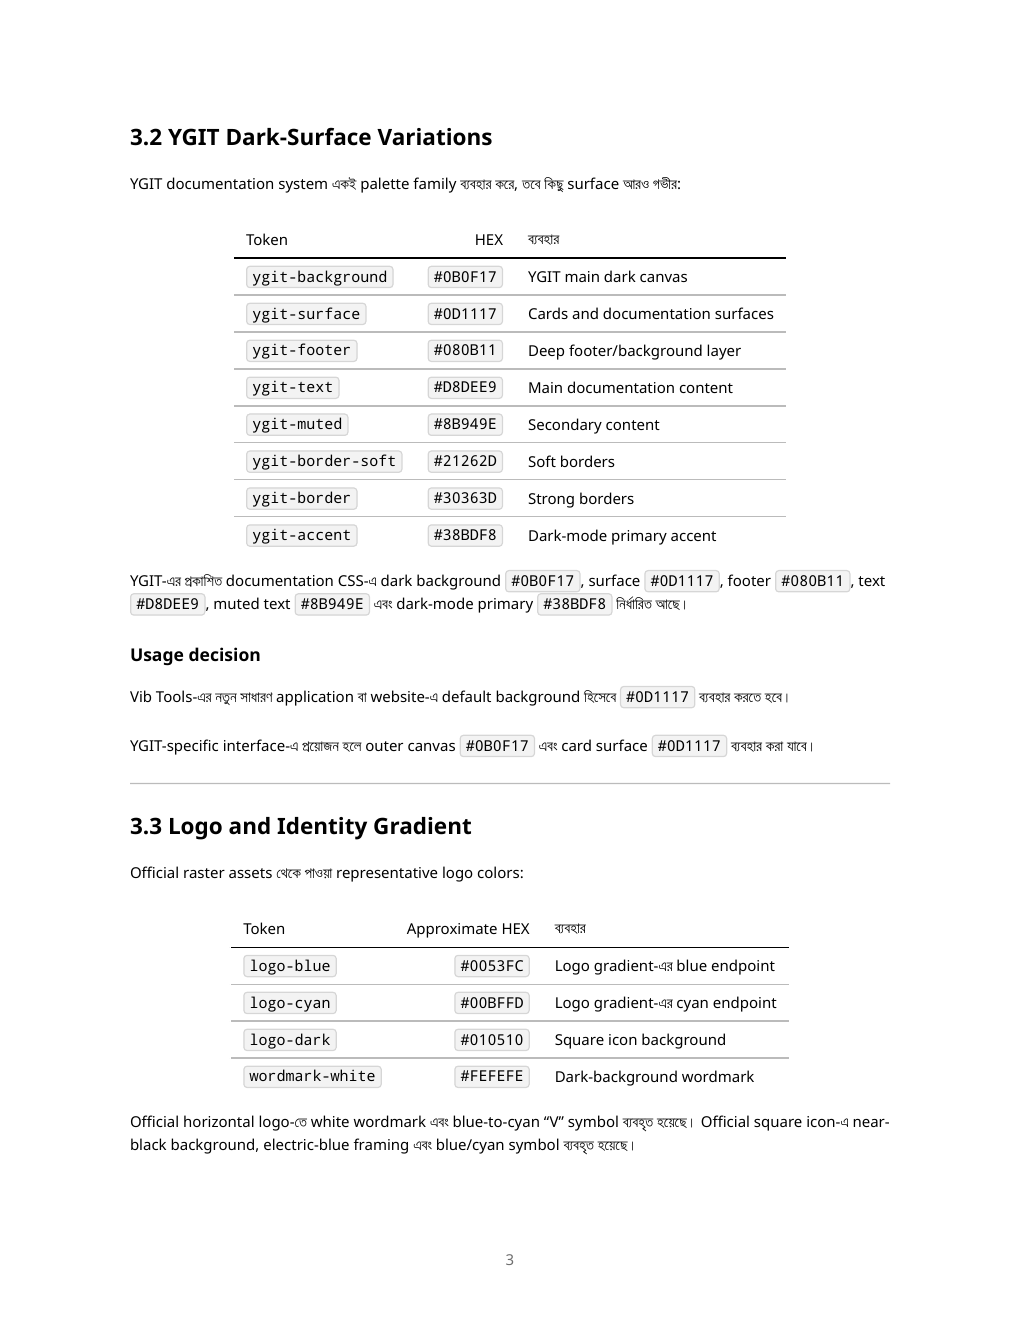 3.2 YGIT Dark-Surface Variations
YGIT documentation system একই palette family ব্যবহার করে, তবে কিছু surface আরও গভীর:
Token HEX ব্যবহার
ygit-background #0B0F17 YGIT main dark canvas
ygit-surface #0D1117 Cards and documentation surfaces
ygit-footer #080B11 Deep footer/background layer
ygit-text #D8DEE9 Main documentation content
ygit-muted #8B949E Secondary content
ygit-border-soft #21262D Soft borders
ygit-border #30363D Strong borders
ygit-accent #38BDF8 Dark-mode primary accent
YGIT-এর প্রকাশিত documentation CSS-এ dark background #0B0F17, surface #0D1117, footer #080B11, text
#D8DEE9, muted text #8B949E এবং dark-mode primary #38BDF8 নির্ধারিত আছে।
Usage decision
Vib Tools-এর নতুন সাধারণ application বা website-এ default background হিসেবে #0D1117 ব্যবহার করতে হবে।
YGIT-specific interface-এ প্রয়োজন হলে outer canvas #0B0F17 এবং card surface #0D1117 ব্যবহার করা যাবে।
3.3 Logo and Identity Gradient
Official raster assets থেকে পাওয়া representative logo colors:
Token Approximate HEX ব্যবহার
logo-blue #0053FC Logo gradient-এর blue endpoint
logo-cyan #00BFFD Logo gradient-এর cyan endpoint
logo-dark #010510 Square icon background
wordmark-white #FEFEFE Dark-background wordmark
Official horizontal logo-তে white wordmark এবং blue-to-cyan “V” symbol ব্যবহৃত হয়েছে। Official square icon-এ near-
black background, electric-blue framing এবং blue/cyan symbol ব্যবহৃত হয়েছে।
3